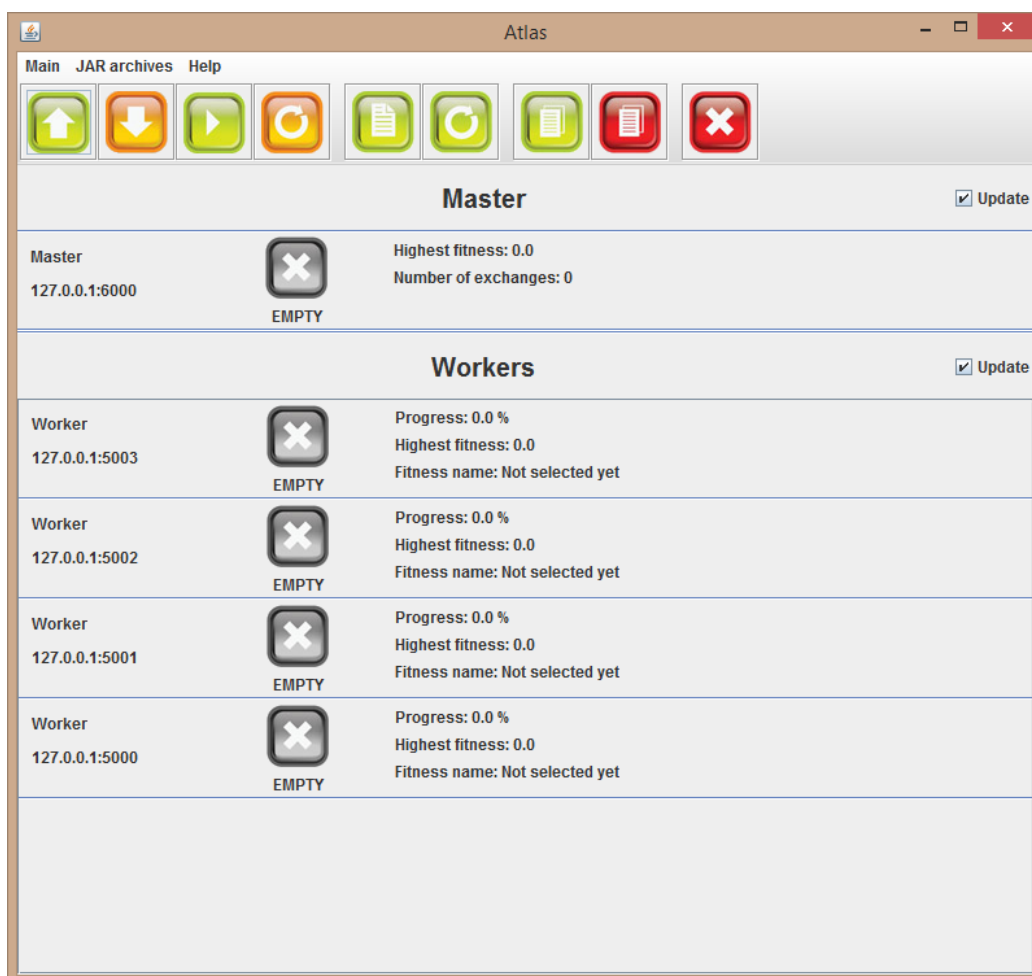 Atlas
Main JAR archives Help
Master
Update
Master
127.0.0.1:6000
EMPTY
Highest fitness: 0.0
Number of exchanges: 0
Workers
Update
Worker
127.0.0.1:5003
EMPTY
Progress: 0.0 %
Highest fitness: 0.0
Fitness name: Not selected yet
Worker
127.0.0.1:5002
EMPTY
Progress: 0.0 %
Highest fitness: 0.0
Fitness name: Not selected yet
Worker
127.0.0.1:5001
EMPTY
Progress: 0.0 %
Highest fitness: 0.0
Fitness name: Not selected yet
Worker
127.0.0.1:5000
EMPTY
Progress: 0.0 %
Highest fitness: 0.0
Fitness name: Not selected yet